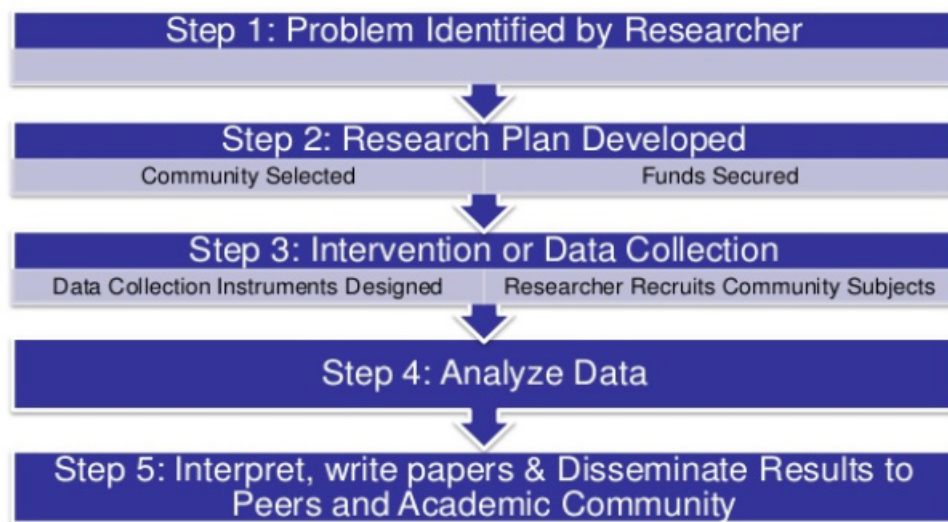 Step 1: Problem Identified by Researcher
Step 2: Research Plan Developed
Community Selected
Funds Secured
Step 3: Intervention or Data Collection
Data Collection Instruments Designed
Researcher Recruits Community Subjects
Step 4: Analyze Data
Step 5: Interpret, write papers & Disseminate Results to
Peers and Academic Community